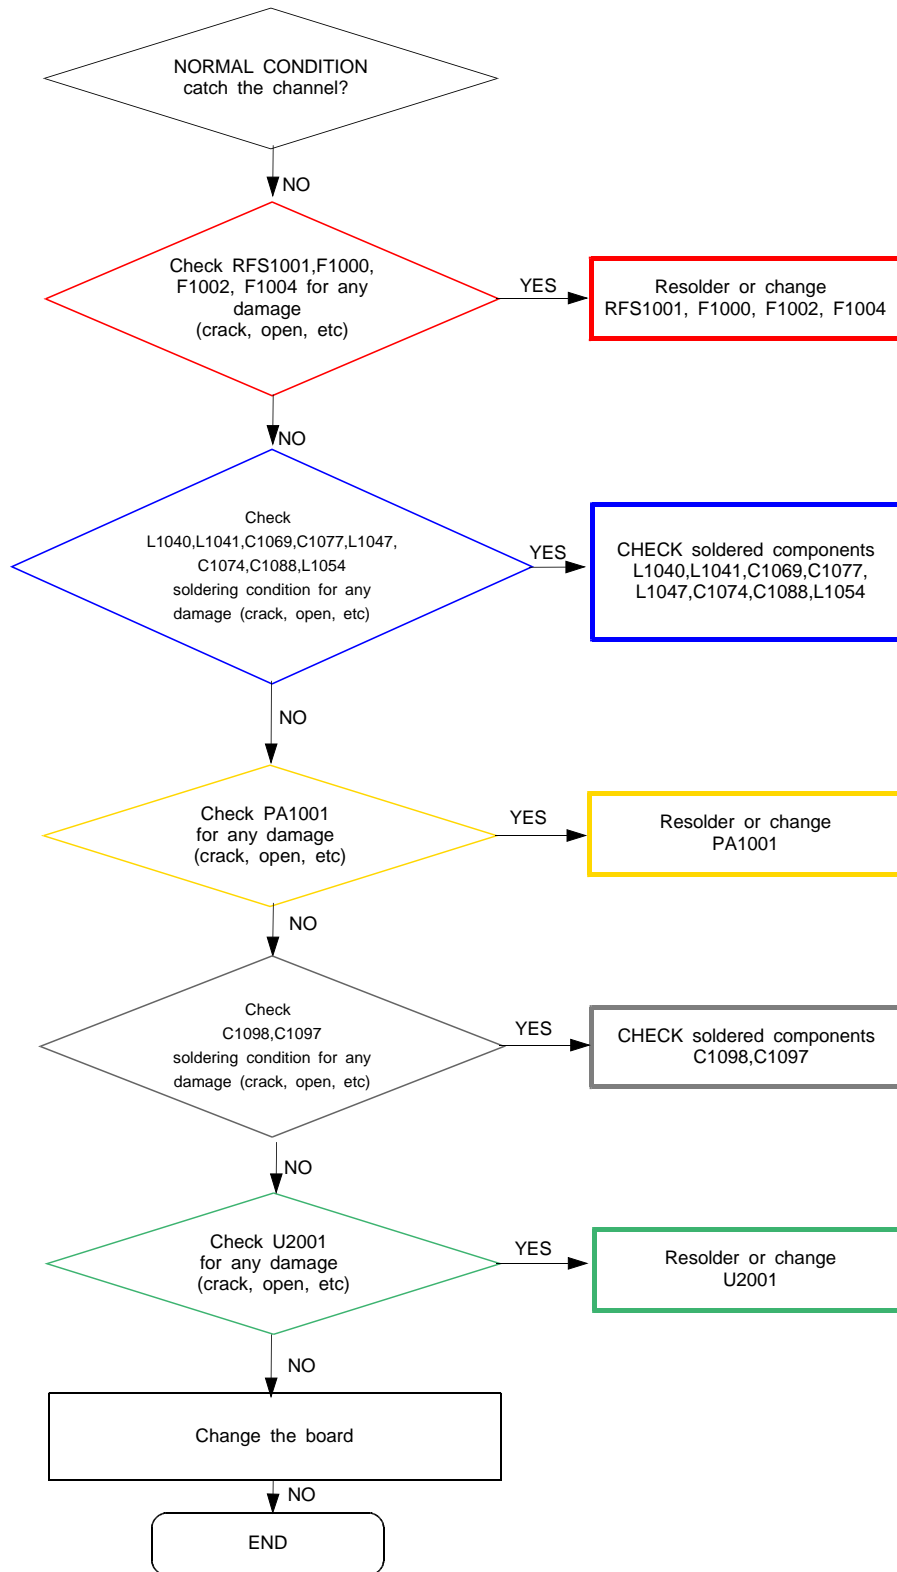 NORMAL CONDITION
catch the channel?
NO
Check RFS1001,F1000,
F1002, F1004 for any
damage
(crack, open, etc)
YES
Resolder or change
RFS1001, F1000, F1002, F1004
NO
Check
L1040,L1041,C1069,C1077,L1047,
C1074,C1088,L1054
soldering condition for any
damage (crack, open, etc)
YES
CHECK soldered components
L1040,L1041,C1069,C1077,
L1047,C1074,C1088,L1054
NO
Check PA1001
for any damage
(crack, open, etc)
YES
Resolder or change
PA1001
NO
Check
C1098,C1097
soldering condition for any
damage (crack, open, etc)
YES
CHECK soldered components
C1098,C1097
NO
Check U2001
for any damage
(crack, open, etc)
YES
Resolder or change
U2001
NO
Change the board
NO
END